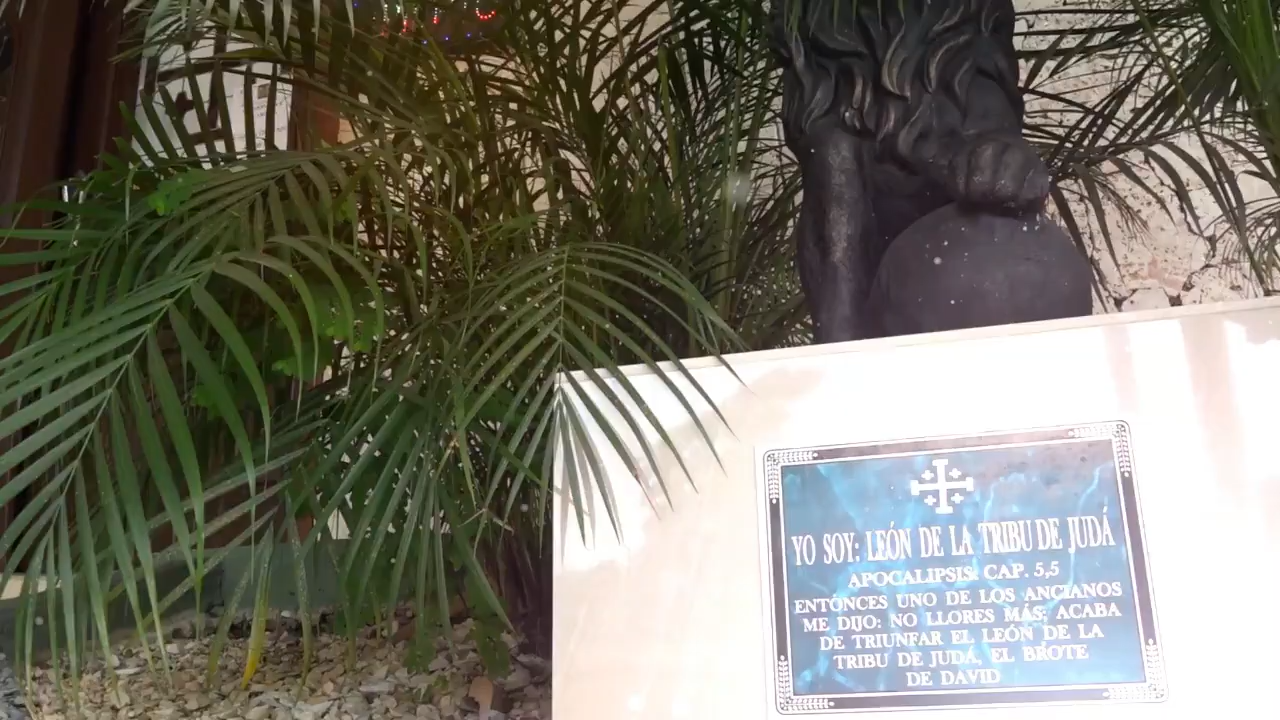 YO SOY: LEÓN DE LA TRIBU DE JUDÁ
APOCALIPSIS: CAP. 5,5
ENTÓNCES UNO DE LOS ANCIANOS
ME DIJO: NO LLORES MÁS; ACABA
DE TRIUNFAR EL LEÓN DE LA
TRIBU DE JUDÁ, EL BROTE
DE DAVID